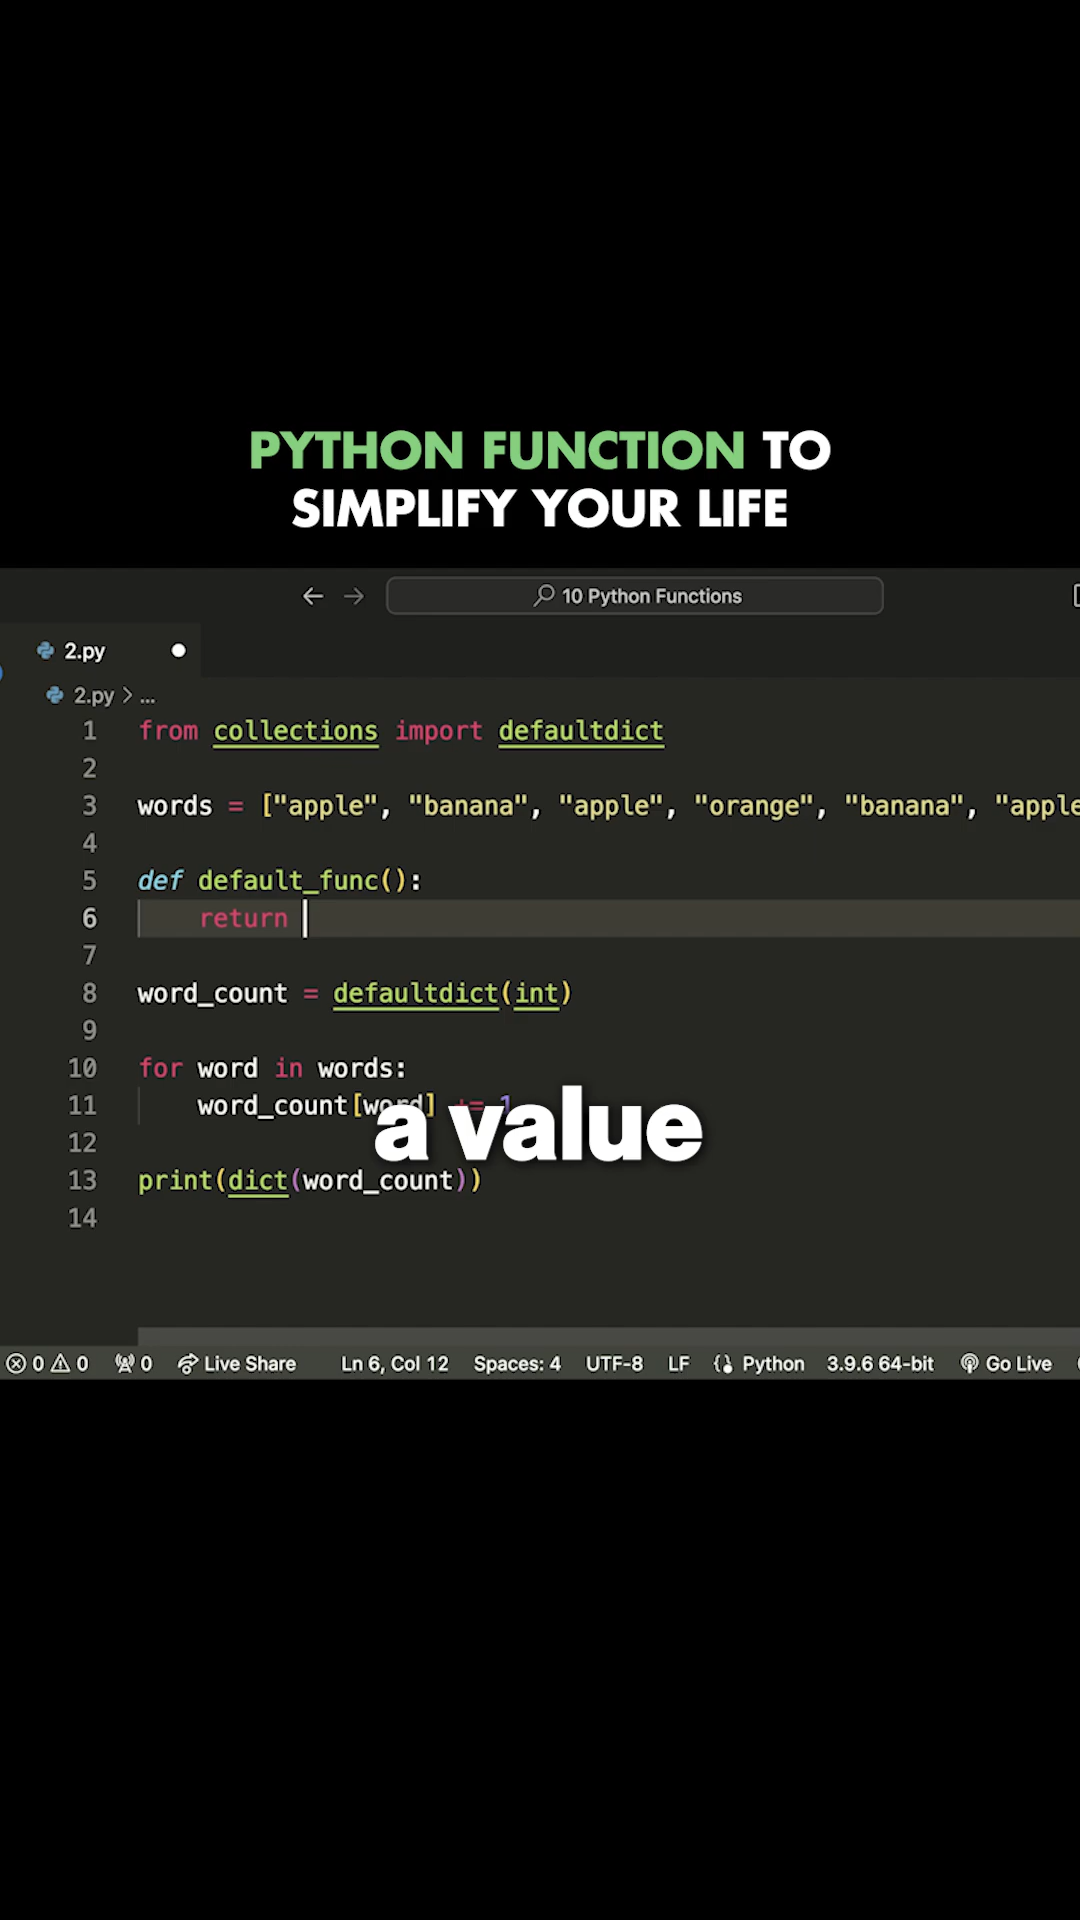 PYTHON FUNCTION TO
SIMPLIFY YOUR LIFE
10 Python Functions
2.py
2.py > ...
1 from collections import defaultdict
2
3 words = ["apple", "banana", "apple", "orange", "banana", "apple
4
5 def default_func():
6 return
7
8 word_count = defaultdict(int)
9
10 for word in words:
11 word_count[word] += 1
a value
12
13 print(dict(word_count))
14
0 0 0 Live Share Ln 6, Col 12 Spaces: 4 UTF-8 LF Python 3.9.6 64-bit Go Live